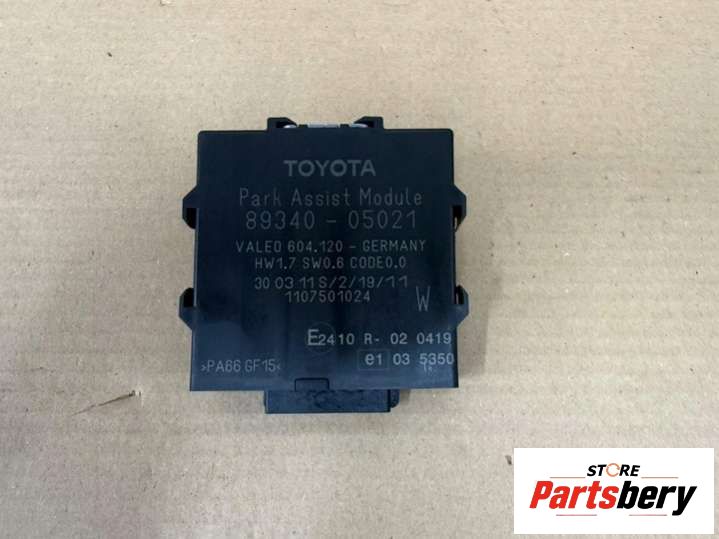 TOYOTA
Park Assist Module
89340 - 05021
VALEO 604.120 - GERMANY
HW1.7 SW0.6 CODE0.0
30 03 11 S/2/19/11
1107501024
W
E2410 R- 02 0419
>PA66 GF15<
e1 03 5350
STORE
Partsbery